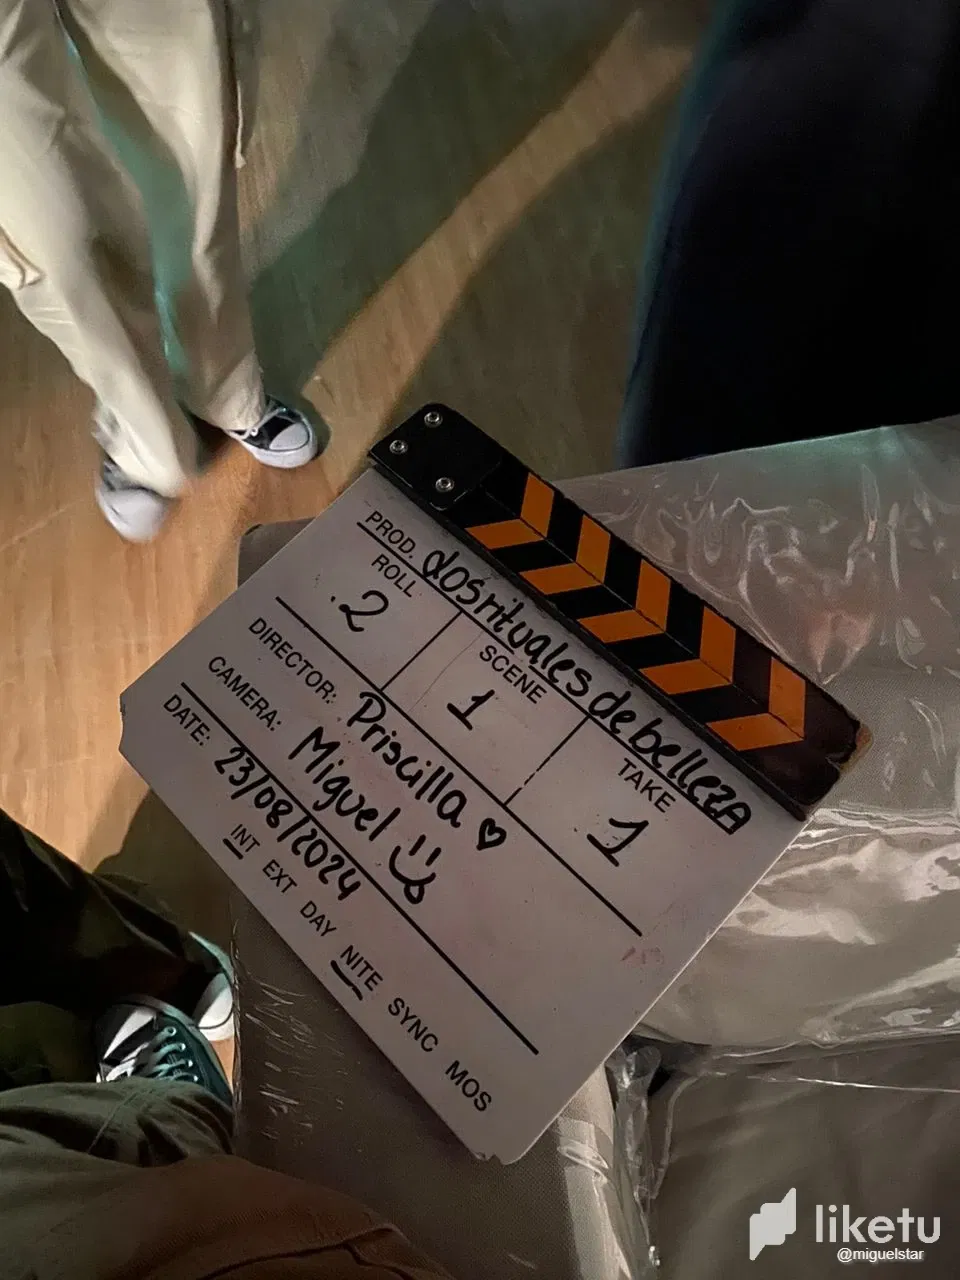 PROD. dos rituales de bellezA
ROLL SCENE TAKE
.2 1 1
DIRECTOR: Priscilla ♡
CAMERA: Miguel
DATE: 23/08/2024
INT EXT DAY NITE SYNC MOS
liketu
@miguelstar